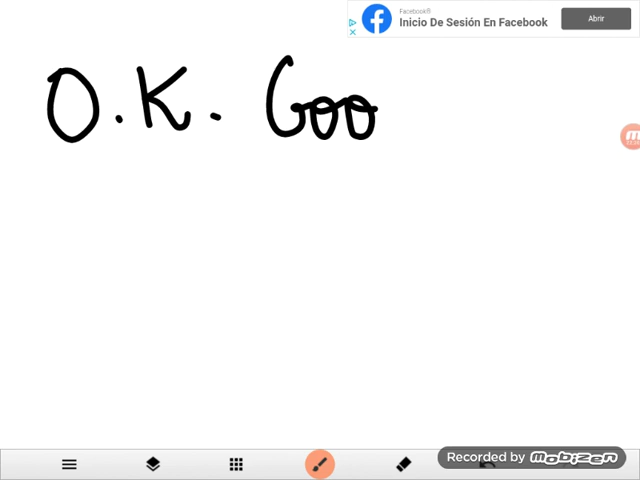 Facebook®
Inicio De Sesión En Facebook
Abrir
O.K. Goo
Recorded by Mobizen